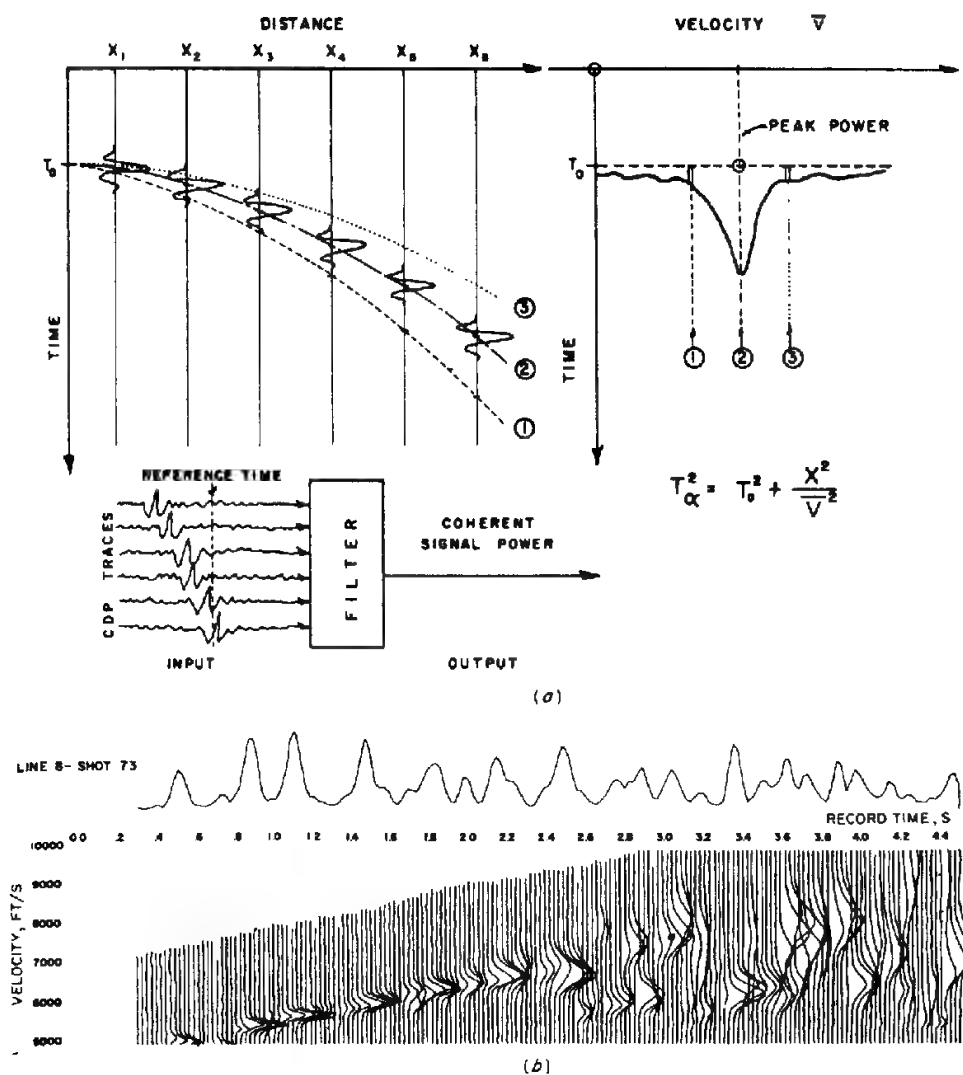 DISTANCE
VELOCITY V̅
X₁ X₂ X₃ X₄ X₅ X₆
PEAK POWER
T₀
T₀
TIME
TIME
③
②
①
① ② ③
T²α = T₀² + X²/V̅²
REFERENCE TIME
CDP TRACES
FILTER
COHERENT
SIGNAL POWER
INPUT
OUTPUT
(a)
LINE 8- SHOT 73
RECORD TIME, S
0.0 .2 .4 .6 .8 1.0 1.2 1.4 1.6 1.8 2.0 2.2 2.4 2.6 2.8 3.0 3.2 3.4 3.6 3.8 4.0 4.2 4.4
VELOCITY, FT/S
10000
9000
8000
7000
6000
5000
(b)